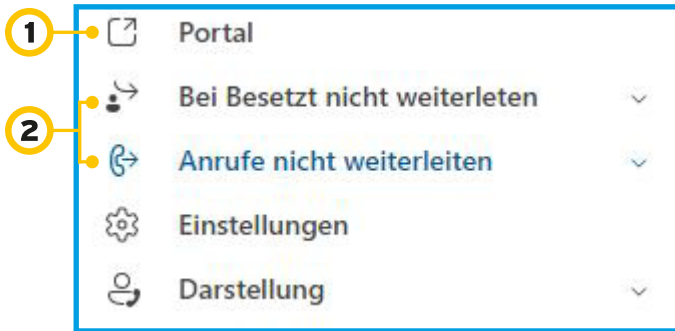 1 Portal
Bei Besetzt nicht weiterleten
2
Anrufe nicht weiterleiten
Einstellungen
Darstellung